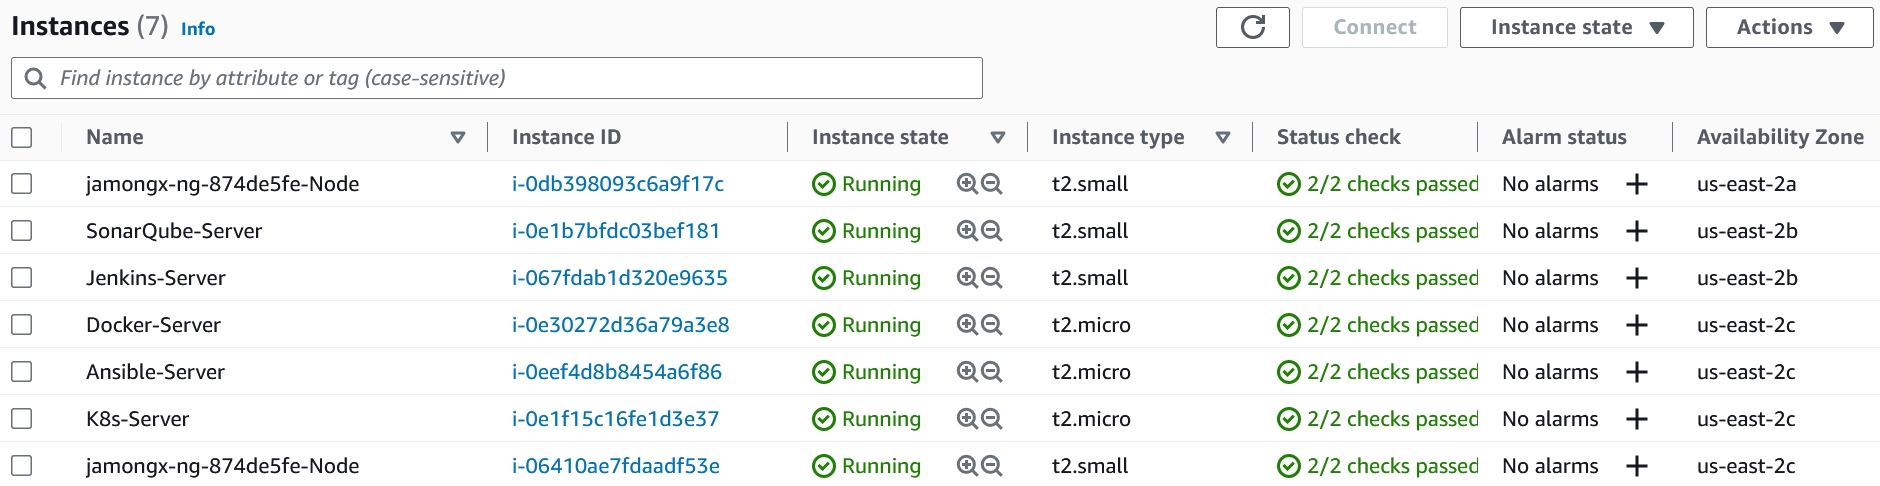 Instances (7) Info Connect Instance state Actions
Find instance by attribute or tag (case-sensitive)
Name Instance ID Instance state Instance type Status check Alarm status Availability Zone
jamongx-ng-874de5fe-Node i-0db398093c6a9f17c Running t2.small 2/2 checks passed No alarms + us-east-2a
SonarQube-Server i-0e1b7bfdc03bef181 Running t2.small 2/2 checks passed No alarms + us-east-2b
Jenkins-Server i-067fdab1d320e9635 Running t2.small 2/2 checks passed No alarms + us-east-2b
Docker-Server i-0e30272d36a79a3e8 Running t2.micro 2/2 checks passed No alarms + us-east-2c
Ansible-Server i-0eef4d8b8454a6f86 Running t2.micro 2/2 checks passed No alarms + us-east-2c
K8s-Server i-0e1f15c16fe1d3e37 Running t2.micro 2/2 checks passed No alarms + us-east-2c
jamongx-ng-874de5fe-Node i-06410ae7fdaadf53e Running t2.small 2/2 checks passed No alarms + us-east-2c